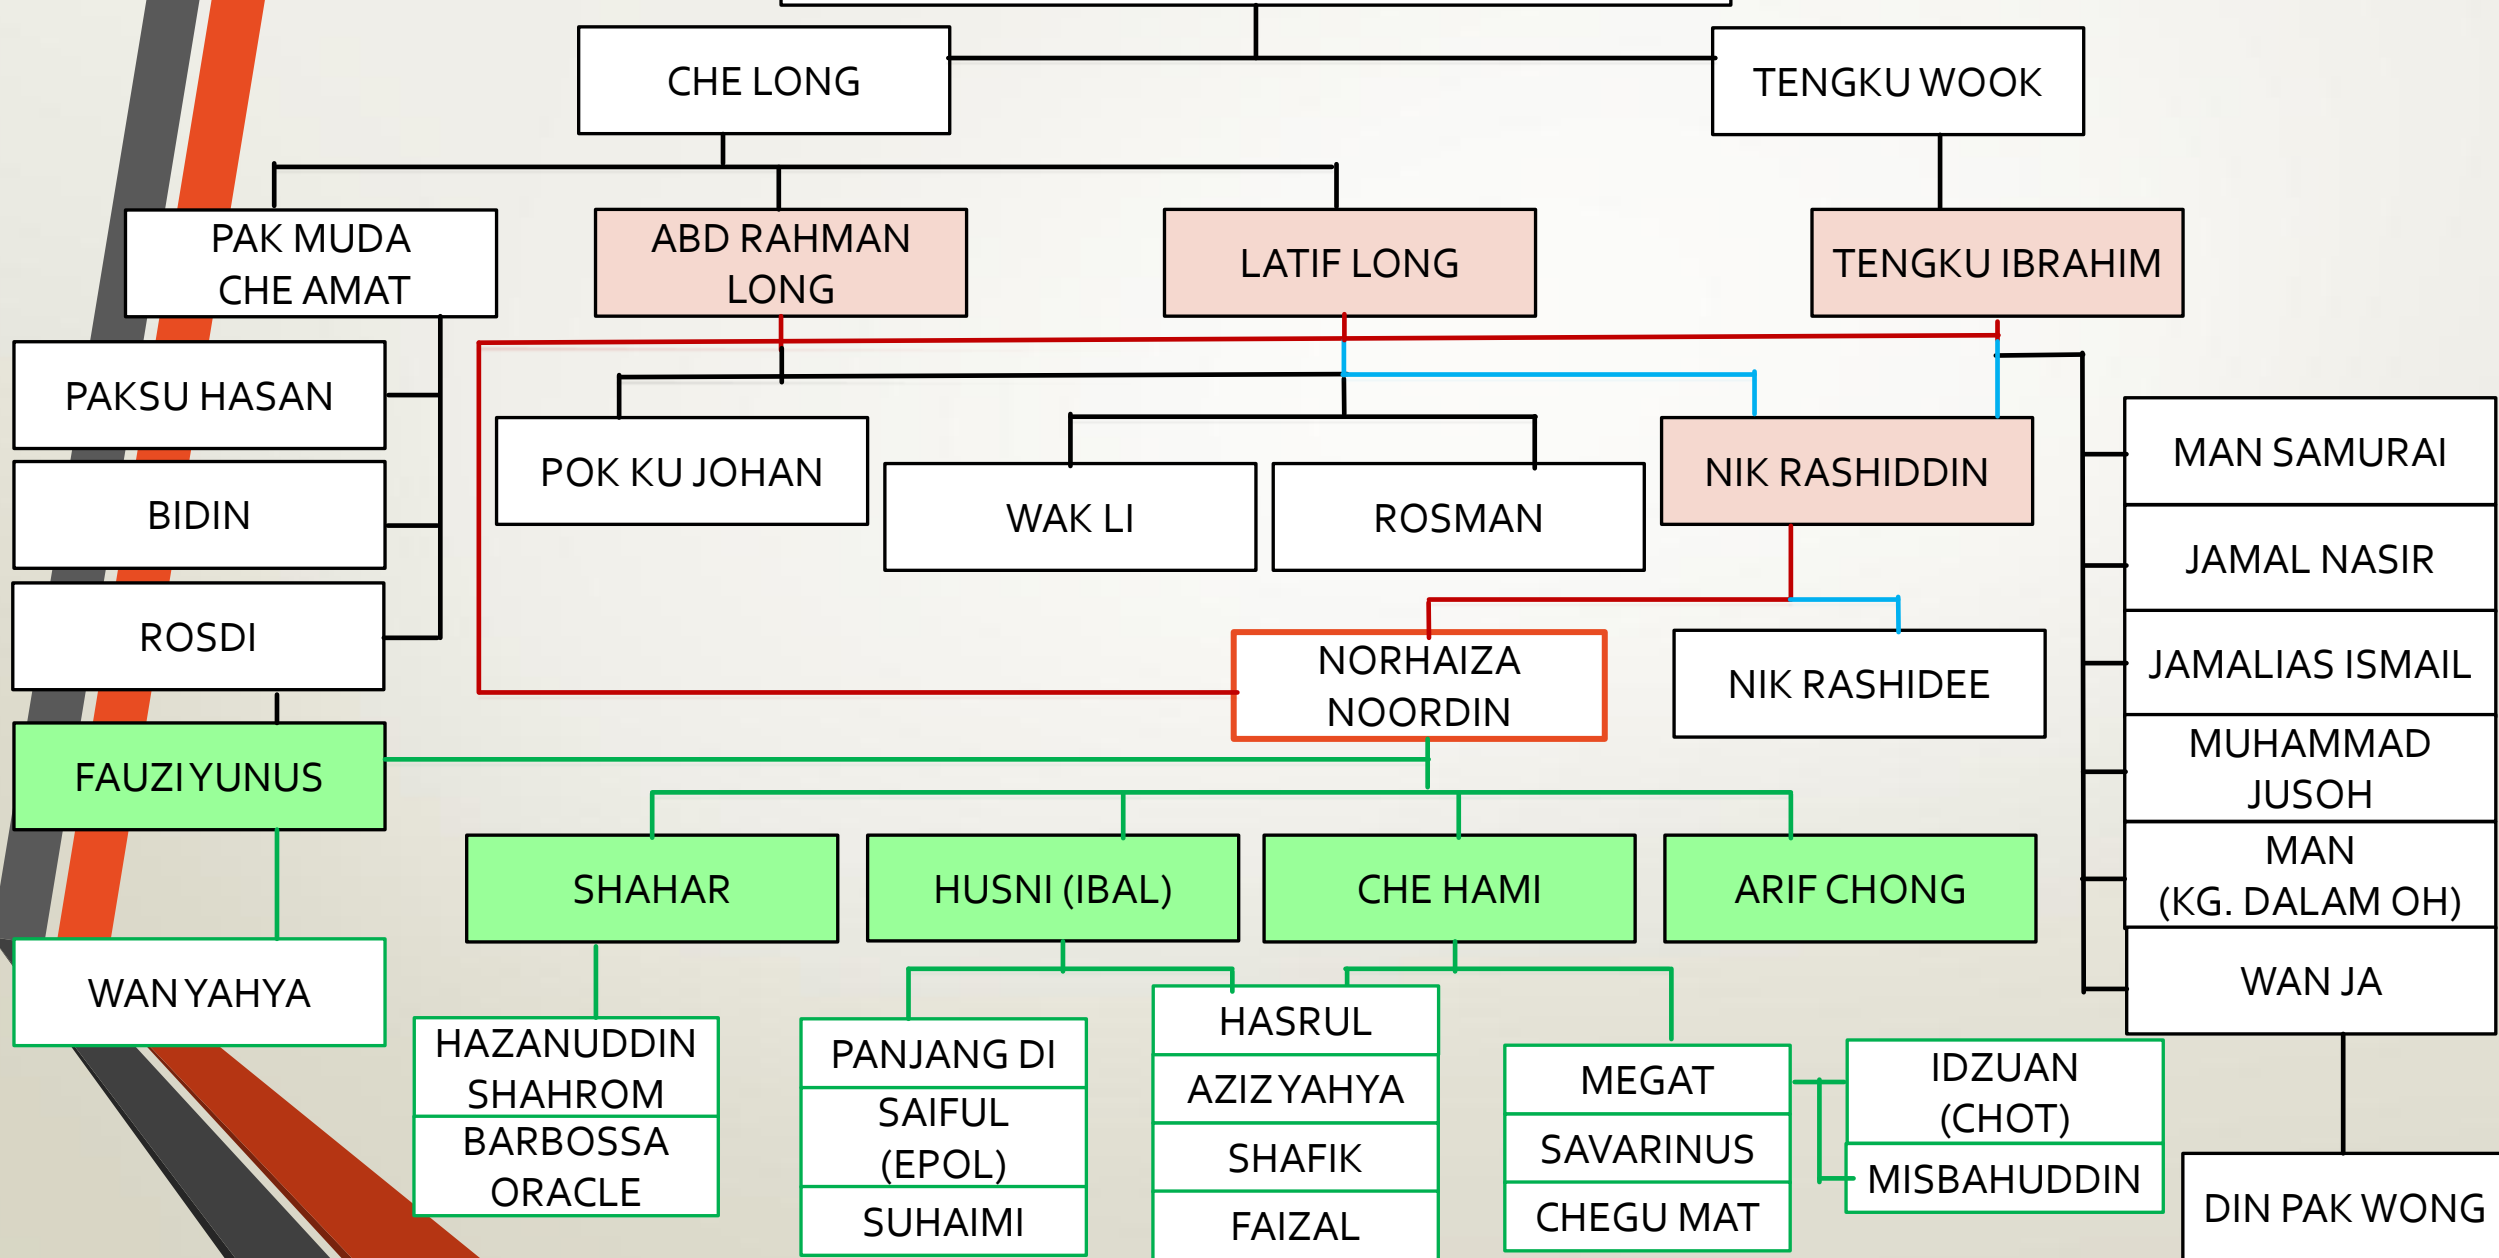 CHE LONG
TENGKU WOOK
PAK MUDA
CHE AMAT
ABD RAHMAN
LONG
LATIF LONG
TENGKU IBRAHIM
PAKSU HASAN
BIDIN
ROSDI
POK KU JOHAN
WAK LI
ROSMAN
NIK RASHIDDIN
MAN SAMURAI
JAMAL NASIR
JAMALIAS ISMAIL
MUHAMMAD
JUSOH
MAN
(KG. DALAM OH)
WAN JA
NORHAIZA
NOORDIN
NIK RASHIDEE
FAUZI YUNUS
SHAHAR
HUSNI (IBAL)
CHE HAMI
ARIF CHONG
WAN YAHYA
HAZANUDDIN
SHAHROM
BARBOSSA
ORACLE
PANJANG DI
SAIFUL
(EPOL)
SUHAIMI
HASRUL
AZIZ YAHYA
SHAFIK
FAIZAL
MEGAT
SAVARINUS
CHEGU MAT
IDZUAN
(CHOT)
MISBAHUDDIN
DIN PAK WONG